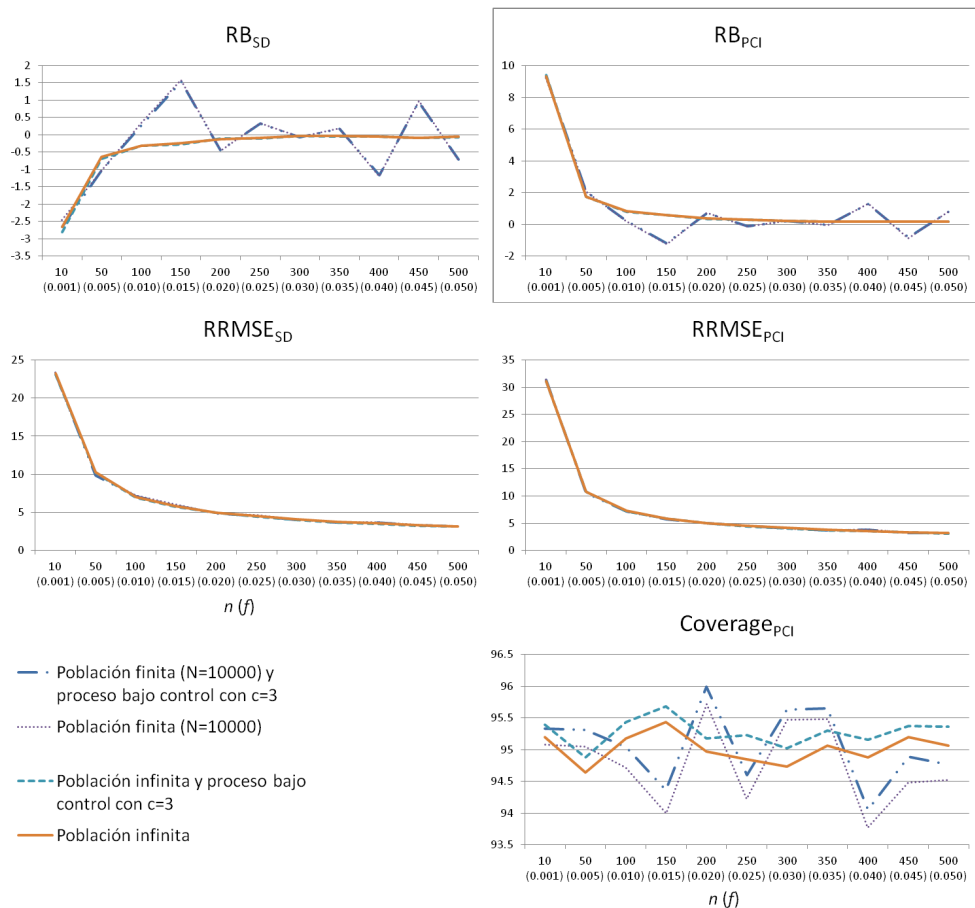 RB_SD
2
1.5
1
0.5
0
-0.5
-1
-1.5
-2
-2.5
-3
-3.5
10 50 100 150 200 250 300 350 400 450 500
(0.001) (0.005) (0.010) (0.015) (0.020) (0.025) (0.030) (0.035) (0.040) (0.045) (0.050)
RB_PCI
10
8
6
4
2
0
-2
10 50 100 150 200 250 300 350 400 450 500
(0.001) (0.005) (0.010) (0.015) (0.020) (0.025) (0.030) (0.035) (0.040) (0.045) (0.050)
RRMSE_SD
25
20
15
10
5
0
10 50 100 150 200 250 300 350 400 450 500
(0.001) (0.005) (0.010) (0.015) (0.020) (0.025) (0.030) (0.035) (0.040) (0.045) (0.050)
n (f)
RRMSE_PCI
35
30
25
20
15
10
5
0
10 50 100 150 200 250 300 350 400 450 500
(0.001) (0.005) (0.010) (0.015) (0.020) (0.025) (0.030) (0.035) (0.040) (0.045) (0.050)
Población finita (N=10000) y
proceso bajo control con c=3
Población finita (N=10000)
Población infinita y proceso bajo
control con c=3
Población infinita
Coverage_PCI
96.5
96
95.5
95
94.5
94
93.5
10 50 100 150 200 250 300 350 400 450 500
(0.001) (0.005) (0.010) (0.015) (0.020) (0.025) (0.030) (0.035) (0.040) (0.045) (0.050)
n (f)